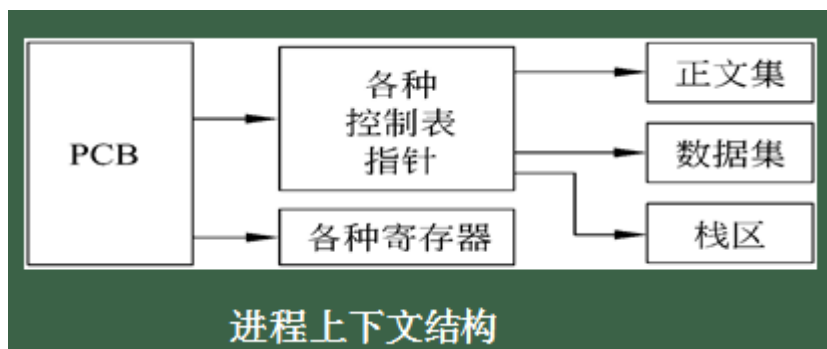 PCB
各种
控制表
指针
各种寄存器
正文集
数据集
栈区
进程上下文结构